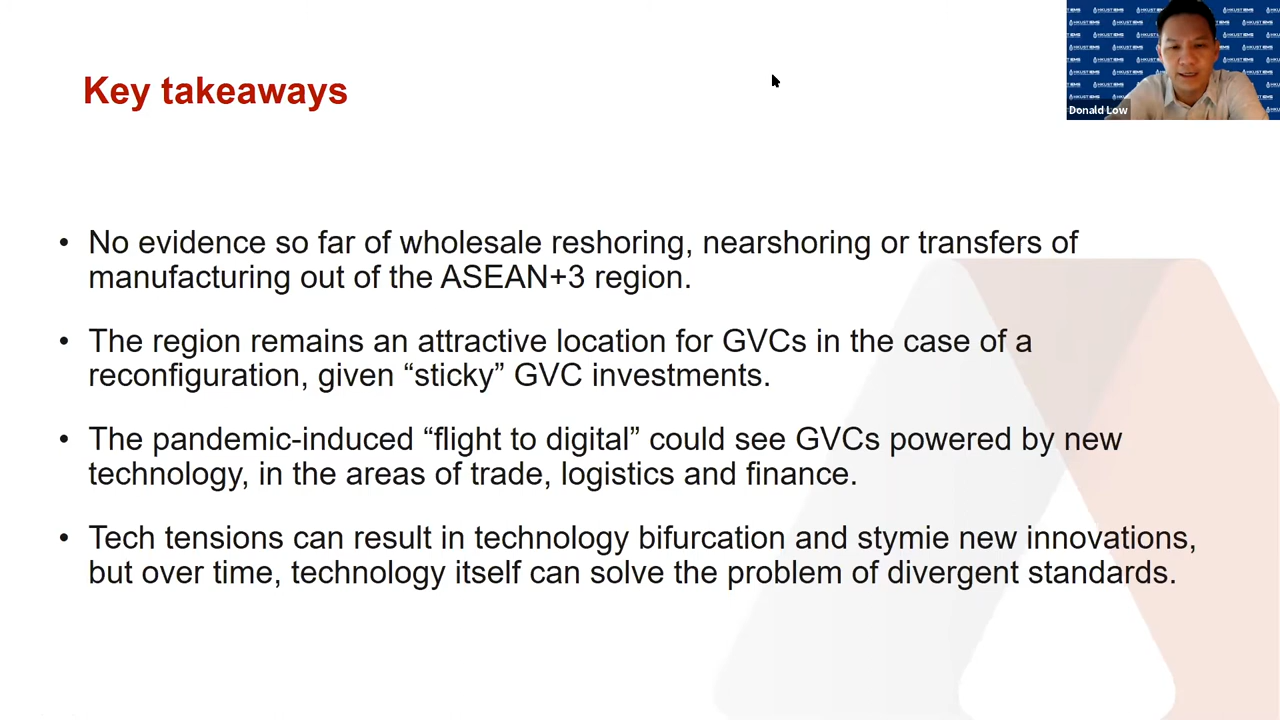 Key takeaways
Donald Low
• No evidence so far of wholesale reshoring, nearshoring or transfers of
manufacturing out of the ASEAN+3 region.
• The region remains an attractive location for GVCs in the case of a
reconfiguration, given “sticky” GVC investments.
• The pandemic-induced “flight to digital” could see GVCs powered by new
technology, in the areas of trade, logistics and finance.
• Tech tensions can result in technology bifurcation and stymie new innovations,
but over time, technology itself can solve the problem of divergent standards.